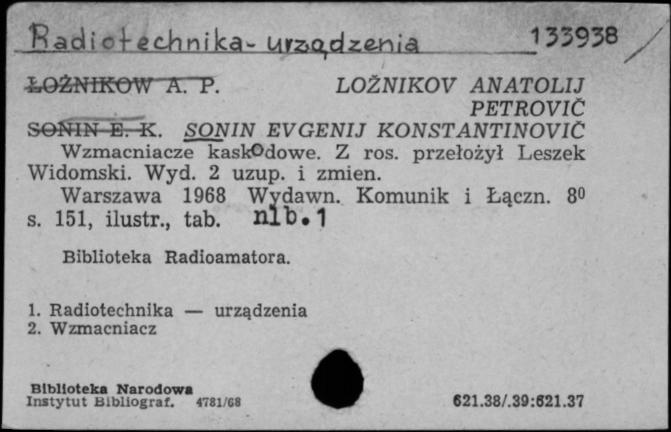 Radiotechnika - urządzenia 133938
ŁOŹNIKOW A. P. LOŽNIKOV ANATOLIJ
PETROVIČ
SONIN E. K. SONIN EVGENIJ KONSTANTINOVIČ
Wzmacniacze kaskodowe. Z ros. przełożył Leszek
Widomski. Wyd. 2 uzup. i zmien.
Warszawa 1968 Wydawn. Komunik i Łączn. 8⁰
s. 151, ilustr., tab. nlb. 1
Biblioteka Radioamatora.
1. Radiotechnika — urządzenia
2. Wzmacniacz
Biblioteka Narodowa
Instytut Bibliograf. 4781/68 621.38/.39:621.37